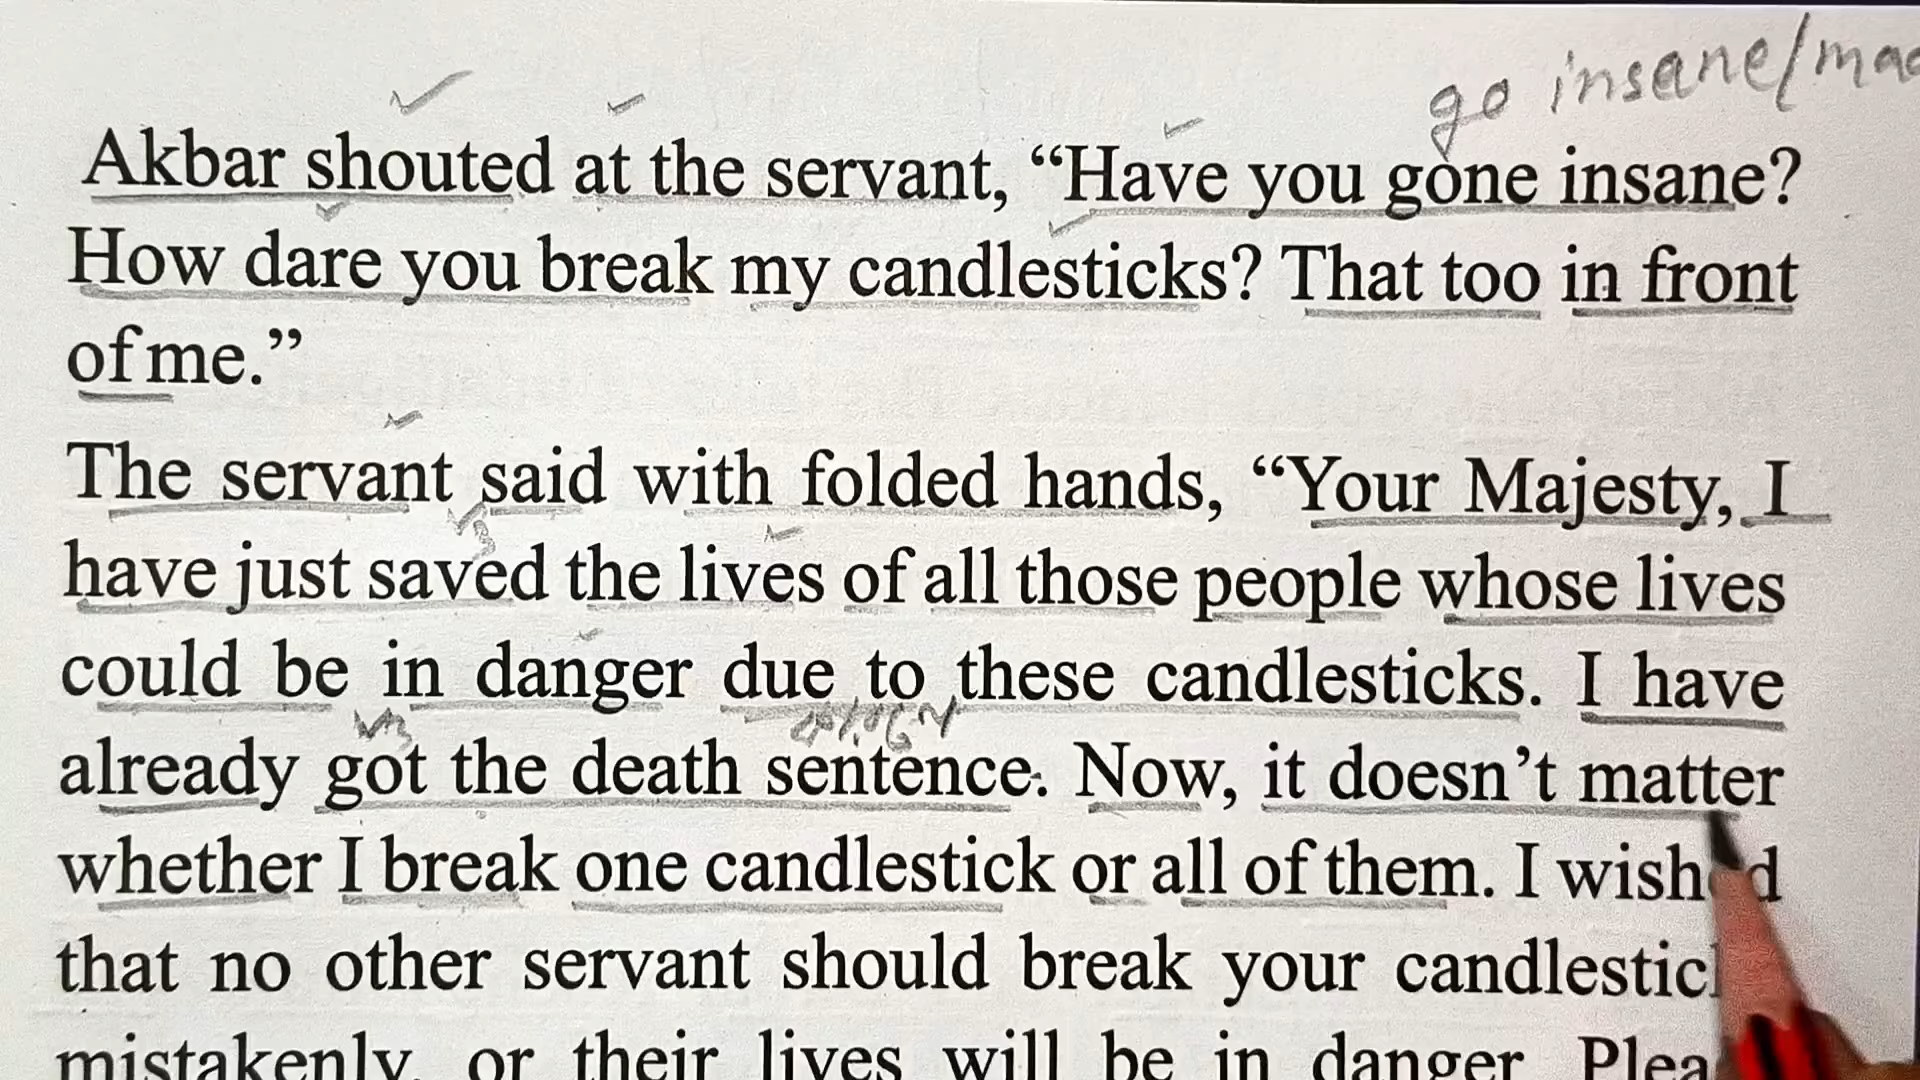 go insane/mad
Akbar shouted at the servant, “Have you gone insane?
How dare you break my candlesticks? That too in front
of me.”
The servant said with folded hands, “Your Majesty, I
have just saved the lives of all those people whose lives
could be in danger due to these candlesticks. I have
already got the death sentence. Now, it doesn’t matter
whether I break one candlestick or all of them. I wished
that no other servant should break your
mistakenly, or their lives will be in danger